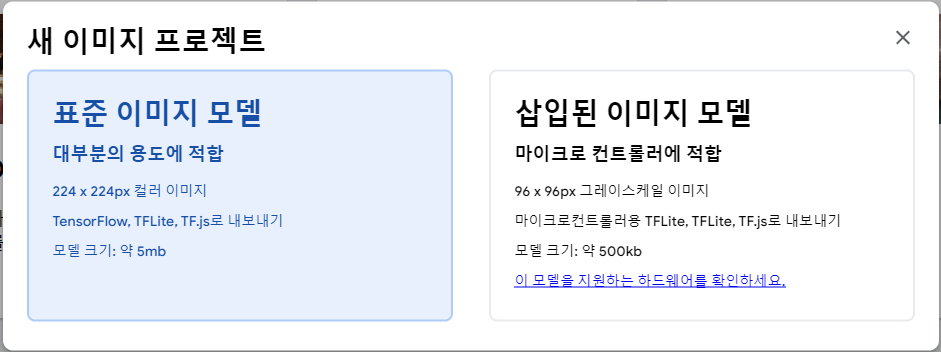 새 이미지 프로젝트
표준 이미지 모델
대부분의 용도에 적합
224 x 224px 컬러 이미지
TensorFlow, TFLite, TF.js로 내보내기
모델 크기: 약 5mb
삽입된 이미지 모델
마이크로 컨트롤러에 적합
96 x 96px 그레이스케일 이미지
마이크로컨트롤러용 TFLite, TFLite, TF.js로 내보내기
모델 크기: 약 500kb
이 모델을 지원하는 하드웨어를 확인하세요.